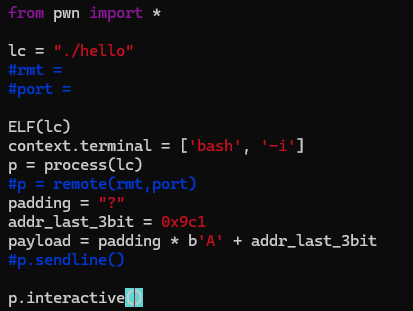 from pwn import *

lc = "./hello"
#rmt =
#port =

ELF(lc)
context.terminal = ['bash', '-i']
p = process(lc)
#p = remote(rmt,port)
padding = "?"
addr_last_3bit = 0x9c1
payload = padding * b'A' + addr_last_3bit
#p.sendline()

p.interactive()